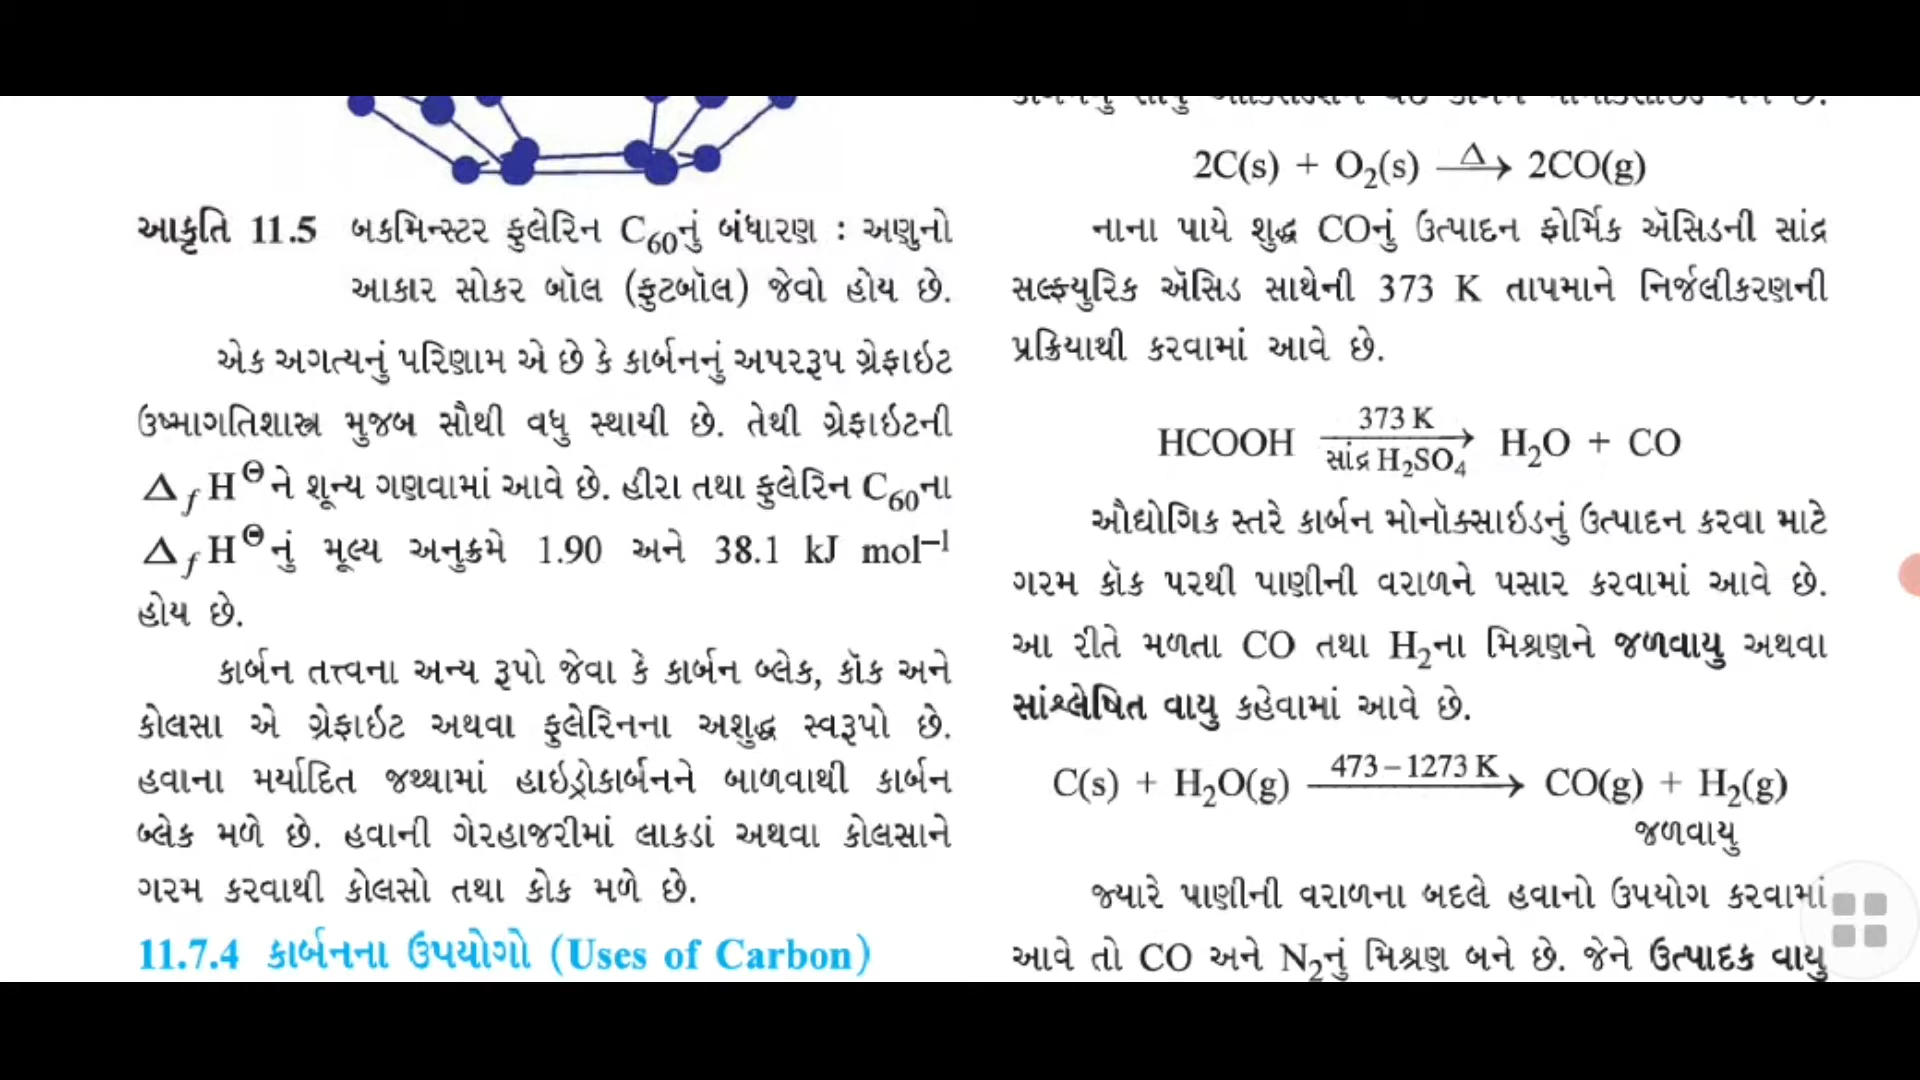 આકૃતિ 11.5 બકમિન્સ્ટર ફુલેરિન C₆₀નું બંધારણ : અણુનો
આકાર સોકર બૉલ (ફુટબૉલ) જેવો હોય છે.
એક અગત્યનું પરિણામ એ છે કે કાર્બનનું અપરરૂપ ગ્રેફાઇટ
ઉષ્માગતિશાસ્ત્ર મુજબ સૌથી વધુ સ્થાયી છે. તેથી ગ્રેફાઇટની
Δ_f H^Θ ને શૂન્ય ગણવામાં આવે છે. હીરા તથા ફુલેરિન C₆₀ના
Δ_f H^Θ નું મૂલ્ય અનુક્રમે 1.90 અને 38.1 kJ mol⁻¹
હોય છે.
કાર્બન તત્ત્વના અન્ય રૂપો જેવા કે કાર્બન બ્લેક, કૉક અને
કોલસા એ ગ્રેફાઇટ અથવા ફુલેરિનના અશુદ્ધ સ્વરૂપો છે.
હવાના મર્યાદિત જથ્થામાં હાઇડ્રોકાર્બનને બાળવાથી કાર્બન
બ્લેક મળે છે. હવાની ગેરહાજરીમાં લાકડાં અથવા કોલસાને
ગરમ કરવાથી કોલસો તથા કોક મળે છે.
11.7.4 કાર્બનના ઉપયોગો (Uses of Carbon)
2C(s) + O₂(s) —Δ→ 2CO(g)
નાના પાયે શુદ્ધ COનું ઉત્પાદન ફોર્મિક ઍસિડની સાંદ્ર
સલ્ફ્યુરિક ઍસિડ સાથેની 373 K તાપમાને નિર્જલીકરણની
પ્રક્રિયાથી કરવામાં આવે છે.
373 K
HCOOH ⟶ H₂O + CO
સાંદ્ર H₂SO₄
ઔદ્યોગિક સ્તરે કાર્બન મોનૉક્સાઇડનું ઉત્પાદન કરવા માટે
ગરમ કૉક પરથી પાણીની વરાળને પસાર કરવામાં આવે છે.
આ રીતે મળતા CO તથા H₂ના મિશ્રણને જળવાયુ અથવા
સાંશ્લેષિત વાયુ કહેવામાં આવે છે.
473 – 1273 K
C(s) + H₂O(g) ⟶ CO(g) + H₂(g)
જળવાયુ
જ્યારે પાણીની વરાળના બદલે હવાનો ઉપયોગ કરવામાં
આવે તો CO અને N₂નું મિશ્રણ બને છે. જેને ઉત્પાદક વાયુ